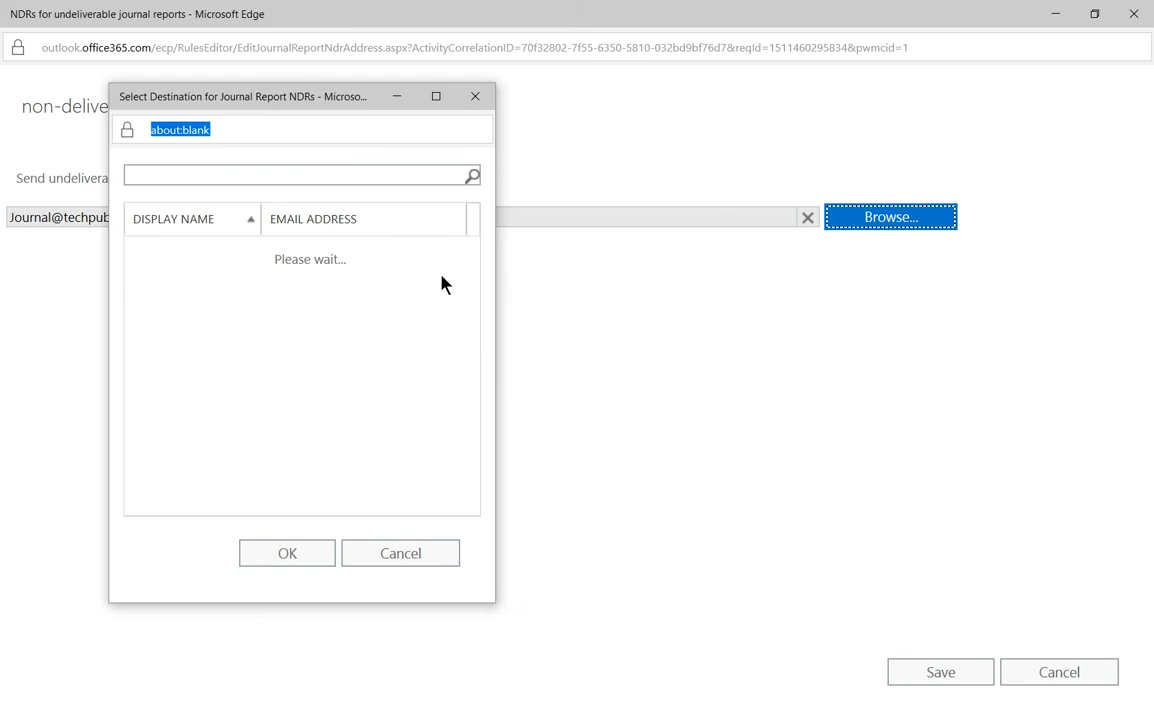 NDRs for undeliverable journal reports - Microsoft Edge
outlook.office365.com/ecp/RulesEditor/EditJournalReportNdrAddress.aspx?ActivityCorrelationID=70f32802-7f55-6350-5810-032bd9bf76d7&reqId=1511460295834&pwmcid=1
non-delive
Select Destination for Journal Report NDRs - Microso...
about:blank
Send undelivera
Journal@techpub
Browse...
DISPLAY NAME EMAIL ADDRESS
Please wait...
OK Cancel
Save Cancel